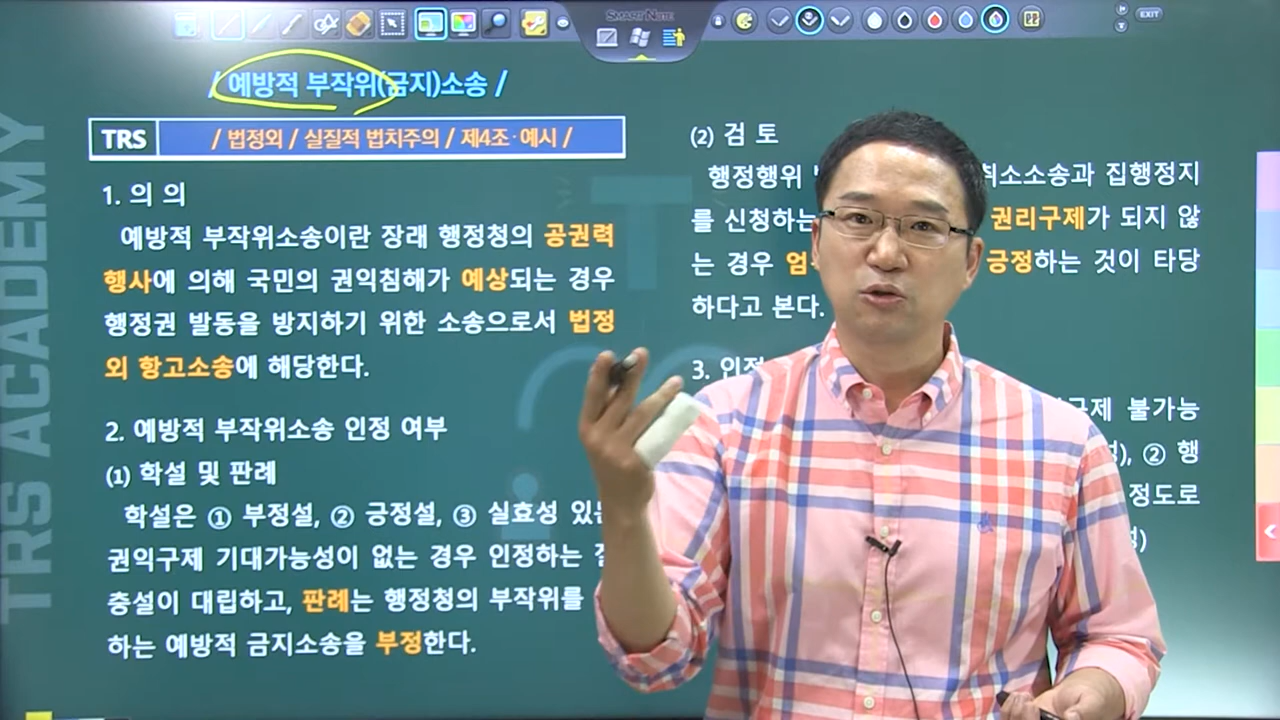 SMART NOTE
EXIT
/ 예방적 부작위(금지)소송 /
TRS / 법정외 / 실질적 법치주의 / 제4조·예시 /
1. 의 의
예방적 부작위소송이란 장래 행정청의 공권력
행사에 의해 국민의 권익침해가 예상되는 경우
행정권 발동을 방지하기 위한 소송으로서 법정
외 항고소송에 해당한다.
2. 예방적 부작위소송 인정 여부
(1) 학설 및 판례
학설은 ① 부정설, ② 긍정설, ③ 실효성 있는
권익구제 기대가능성이 없는 경우 인정하는 절
충설이 대립하고, 판례는 행정청의 부작위를
하는 예방적 금지소송을 부정한다.
(2) 검 토
행정행위 취소소송과 집행정지
를 신청하는 권리구제가 되지 않
는 경우 긍정하는 것이 타당
하다고 본다.
3. 인정
불가능
② 행
정도로
TRS ACADEMY